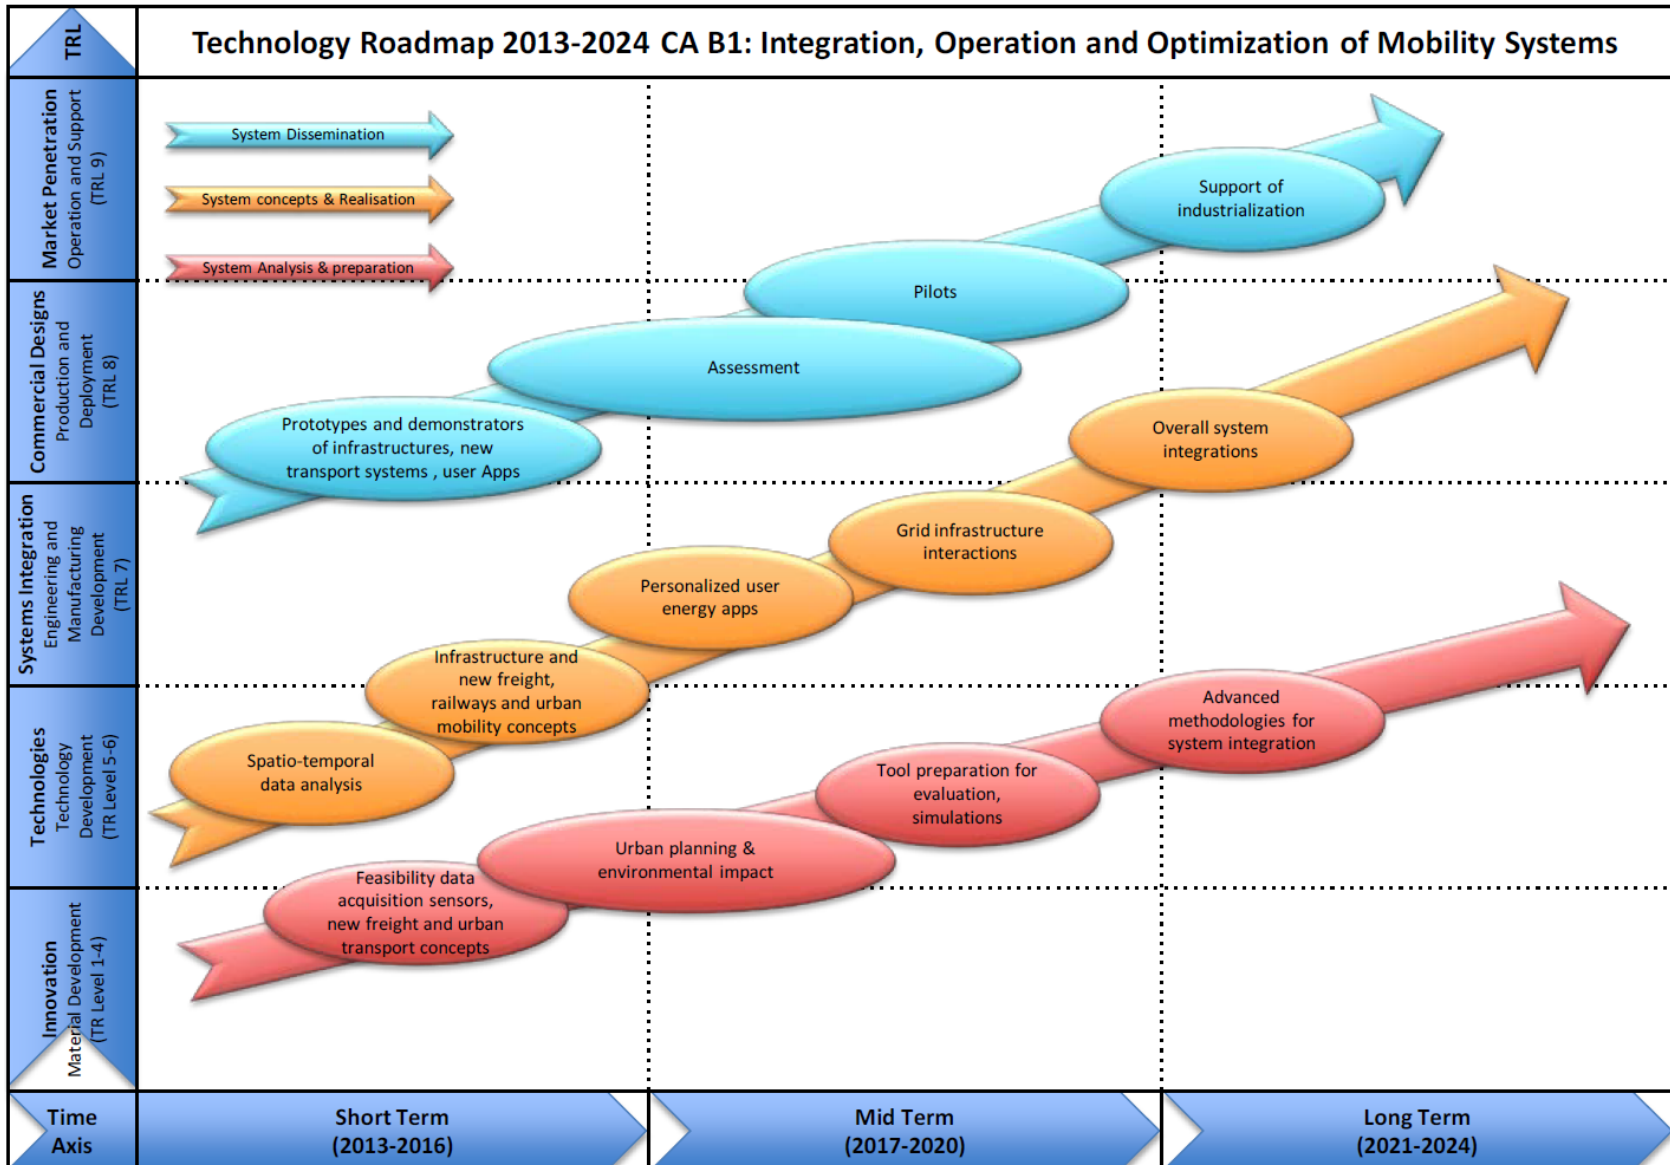 TRL
Technology Roadmap 2013-2024 CA B1: Integration, Operation and Optimization of Mobility Systems
Market Penetration
Operation and Support
(TRL 9)
System Dissemination
System concepts & Realisation
System Analysis & preparation
Support of
industrialization
Pilots
Commercial Designs
Production and
Deployment
(TRL 8)
Assessment
Prototypes and demonstrators
of infrastructures, new
transport systems , user Apps
Overall system
integrations
Systems Integration
Engineering and
Manufacturing
Development
(TRL 7)
Grid infrastructure
interactions
Personalized user
energy apps
Infrastructure and
new freight,
railways and urban
mobility concepts
Technologies
Technology
Development
(TR Level 5-6)
Spatio-temporal
data analysis
Advanced
methodologies for
system integration
Tool preparation for
evaluation,
simulations
Urban planning &
environmental impact
Innovation
Material Development
(TR Level 1-4)
Feasibility data
acquisition sensors,
new freight and urban
transport concepts
Time
Axis
Short Term
(2013-2016)
Mid Term
(2017-2020)
Long Term
(2021-2024)